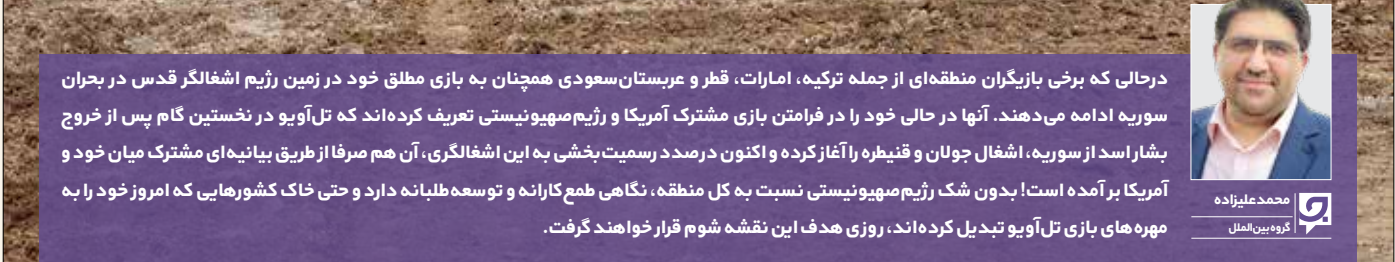 درحالی که برخی بازیگران منطقه‌ای از جمله ترکیه، امارات، قطر و عربستان‌سعودی همچنان به بازی مطلق خود در زمین رژیم اشغالگر قدس در بحران
سوریه ادامه می‌دهند. آنها در حالی خود را در فرامتن بازی مشترک آمریکا و رژیم‌صهیونیستی تعریف کرده‌اند که تل‌آویو در نخستین گام پس از خروج
بشار اسد از سوریه، اشغال جولان و قنیطره را آغاز کرده و اکنون درصدد رسمیت‌بخشی به این اشغالگری، آن هم صرفا از طریق بیانیه‌ای مشترک میان خود و
آمریکا بر آمده است! بدون شک رژیم‌صهیونیستی نسبت به کل منطقه، نگاهی طمع‌کارانه و توسعه‌طلبانه دارد و حتی خاک کشورهایی که امروز خود را به
مهره‌های بازی تل‌آویو تبدیل کرده‌اند، روزی هدف این نقشه شوم قرار خواهند گرفت.
محمدعلیزاده
گروه بین‌الملل